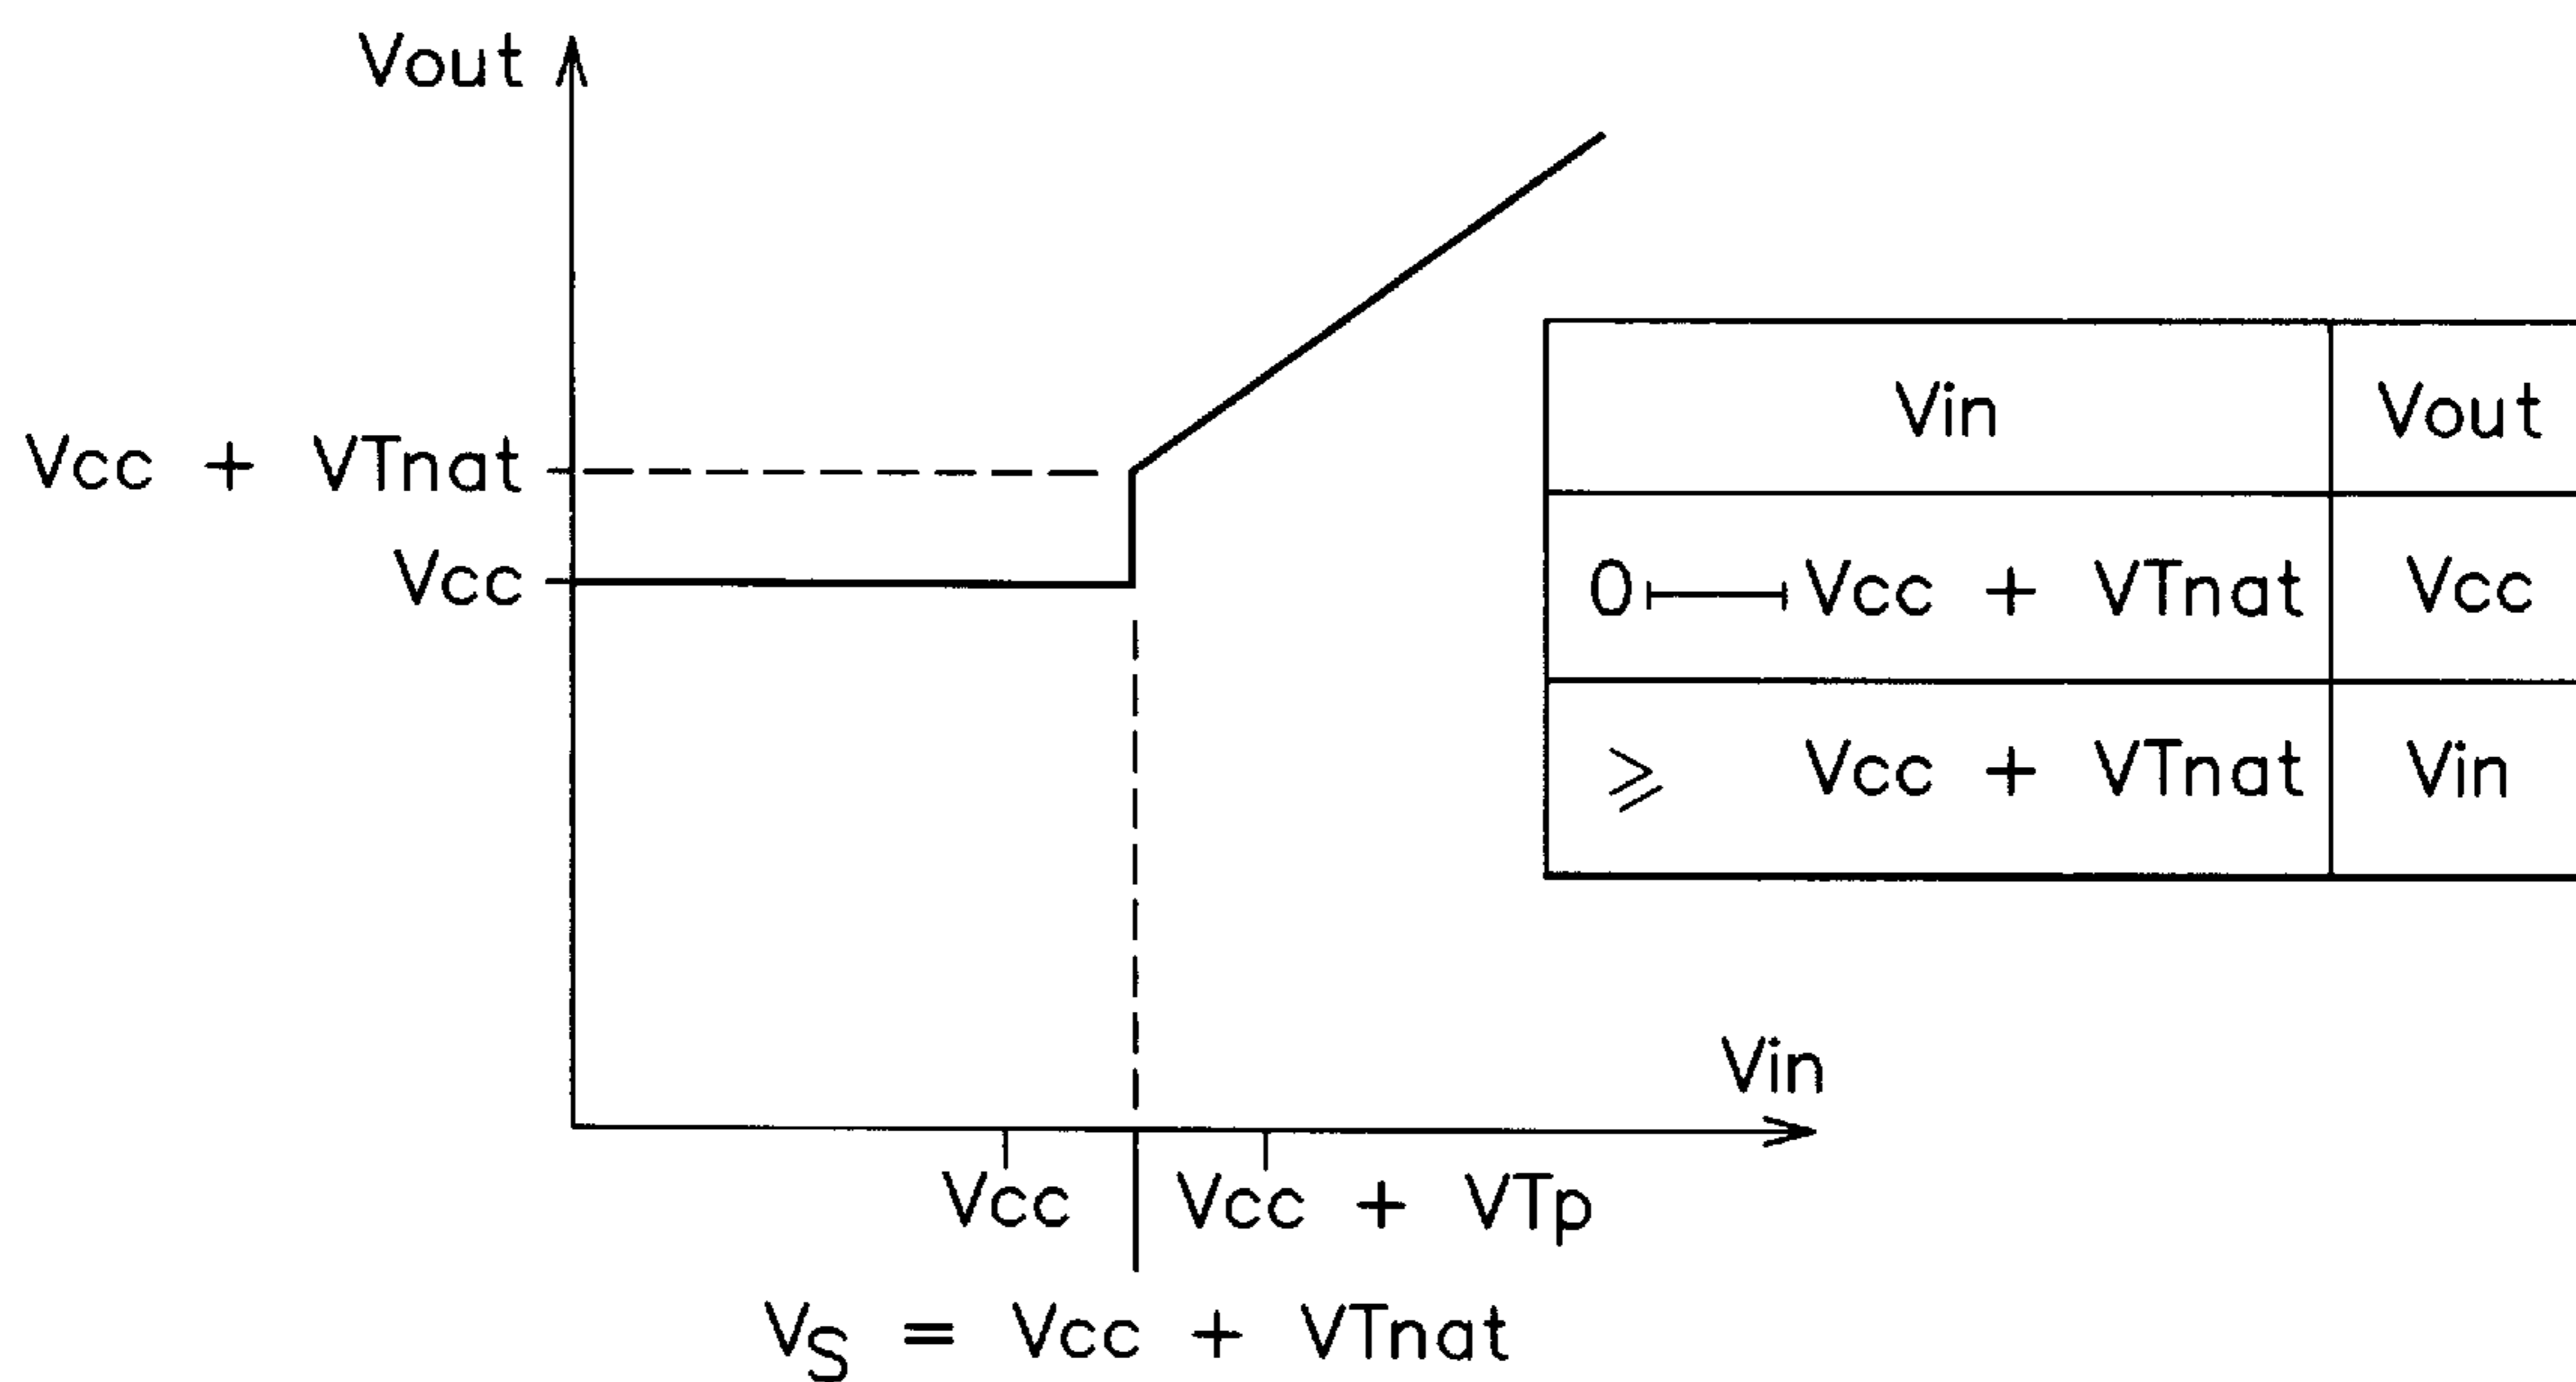 Vout
Vcc + VTnat
Vcc
Vin Vout
0 Vcc + VTnat Vcc
⩾ Vcc + VTnat Vin
Vin
Vcc Vcc + VTp
VS = Vcc + VTnat